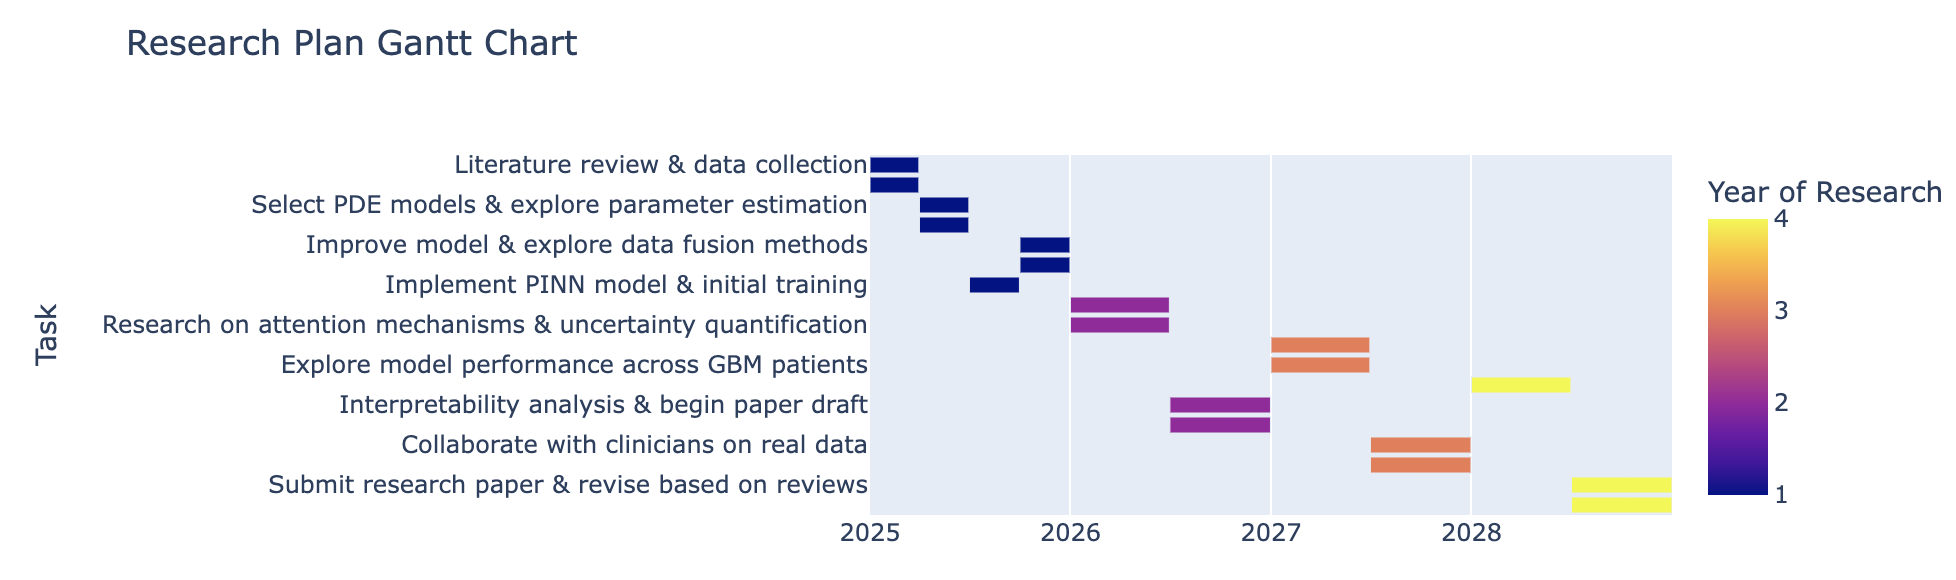 Research Plan Gantt Chart
Task
Literature review & data collection
Select PDE models & explore parameter estimation
Improve model & explore data fusion methods
Implement PINN model & initial training
Research on attention mechanisms & uncertainty quantification
Explore model performance across GBM patients
Interpretability analysis & begin paper draft
Collaborate with clinicians on real data
Submit research paper & revise based on reviews
2025
2026
2027
2028
Year of Research
4
3
2
1